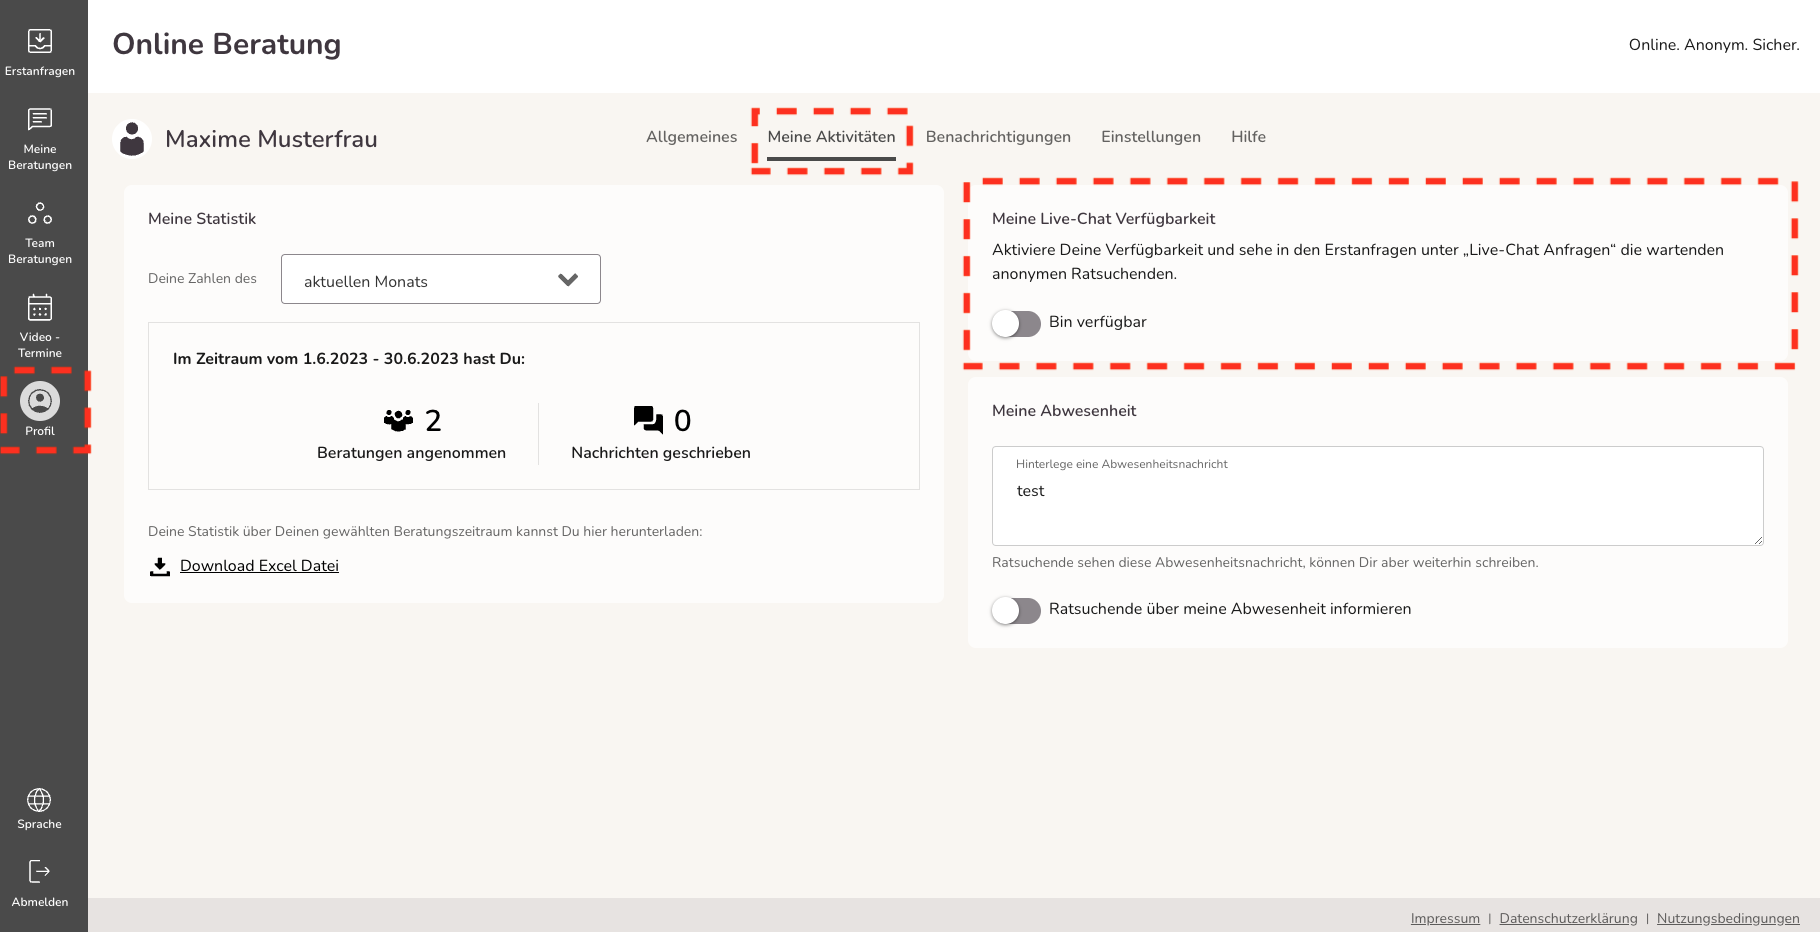 Online Beratung
Online. Anonym. Sicher.
Erstanfragen
Meine
Beratungen
Team
Beratungen
Video -
Termine
Profil
Sprache
Abmelden
Maxime Musterfrau
Allgemeines
Meine Aktivitäten
Benachrichtigungen
Einstellungen
Hilfe
Meine Statistik
Deine Zahlen des
aktuellen Monats
Im Zeitraum vom 1.6.2023 - 30.6.2023 hast Du:
2
Beratungen angenommen
0
Nachrichten geschrieben
Deine Statistik über Deinen gewählten Beratungszeitraum kannst Du hier herunterladen:
Download Excel Datei
Meine Live-Chat Verfügbarkeit
Aktiviere Deine Verfügbarkeit und sehe in den Erstanfragen unter „Live-Chat Anfragen“ die wartenden
anonymen Ratsuchenden.
Bin verfügbar
Meine Abwesenheit
Hinterlege eine Abwesenheitsnachricht
test
Ratsuchende sehen diese Abwesenheitsnachricht, können Dir aber weiterhin schreiben.
Ratsuchende über meine Abwesenheit informieren
Impressum | Datenschutzerklärung | Nutzungsbedingungen